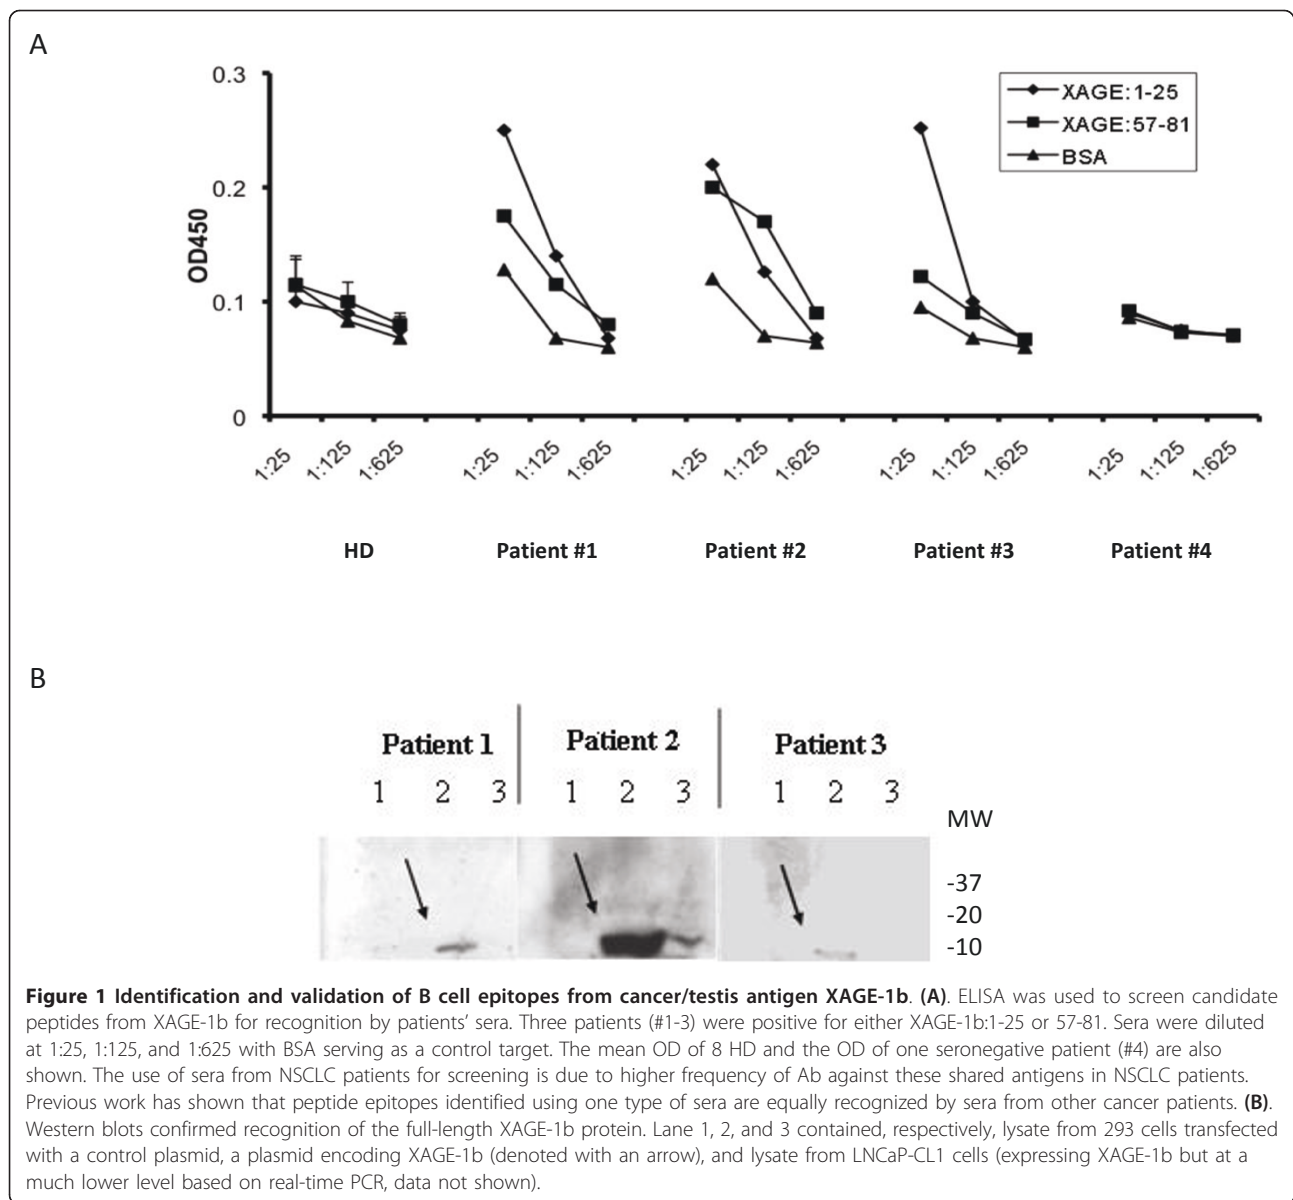 A
0.3
0.2
0.1
0
OD450
XAGE:1-25
XAGE:57-81
BSA
1:25 1:125 1:625 1:25 1:125 1:625 1:25 1:125 1:625 1:25 1:125 1:625 1:25 1:125 1:625
HD Patient #1 Patient #2 Patient #3 Patient #4
B
Patient 1 Patient 2 Patient 3
1 2 3 1 2 3 1 2 3
MW
-37
-20
-10
Figure 1 Identification and validation of B cell epitopes from cancer/testis antigen XAGE-1b. (A). ELISA was used to screen candidate
peptides from XAGE-1b for recognition by patients' sera. Three patients (#1-3) were positive for either XAGE-1b:1-25 or 57-81. Sera were diluted
at 1:25, 1:125, and 1:625 with BSA serving as a control target. The mean OD of 8 HD and the OD of one seronegative patient (#4) are also
shown. The use of sera from NSCLC patients for screening is due to higher frequency of Ab against these shared antigens in NSCLC patients.
Previous work has shown that peptide epitopes identified using one type of sera are equally recognized by sera from other cancer patients. (B).
Western blots confirmed recognition of the full-length XAGE-1b protein. Lane 1, 2, and 3 contained, respectively, lysate from 293 cells transfected
with a control plasmid, a plasmid encoding XAGE-1b (denoted with an arrow), and lysate from LNCaP-CL1 cells (expressing XAGE-1b but at a
much lower level based on real-time PCR, data not shown).